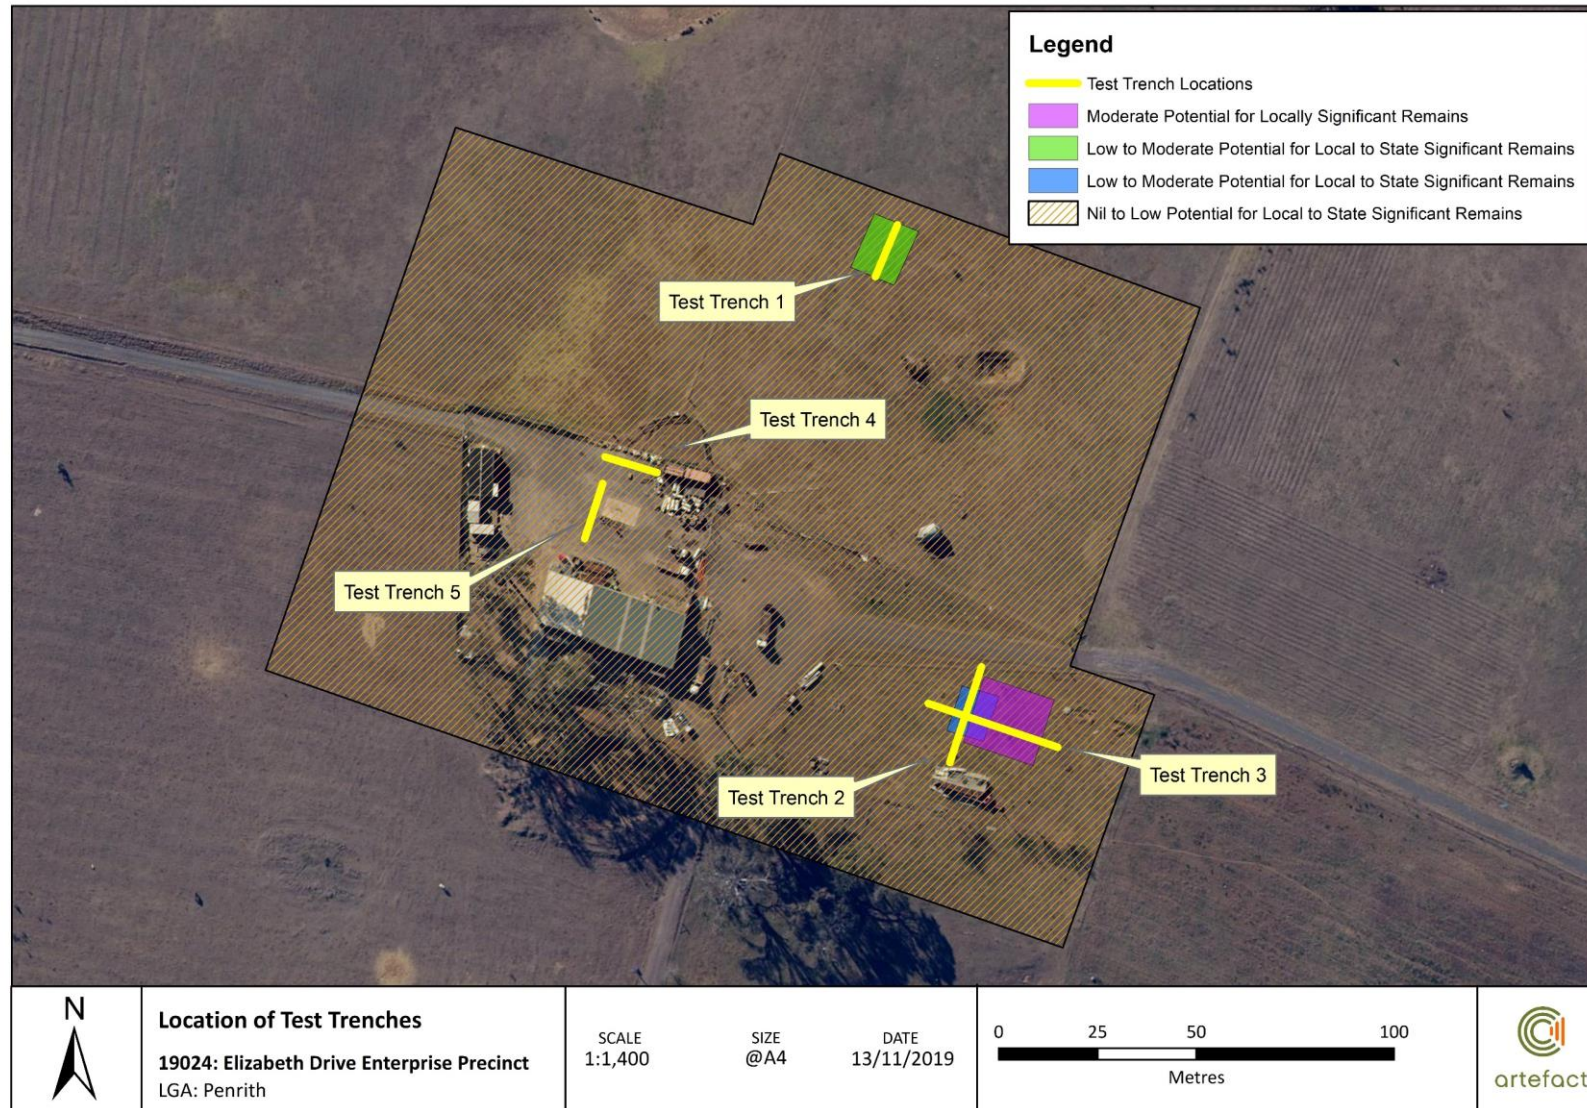 Legend
Test Trench Locations
Moderate Potential for Locally Significant Remains
Low to Moderate Potential for Local to State Significant Remains
Low to Moderate Potential for Local to State Significant Remains
Nil to Low Potential for Local to State Significant Remains
Test Trench 1
Test Trench 4
Test Trench 5
Test Trench 2
Test Trench 3
N
Location of Test Trenches
19024: Elizabeth Drive Enterprise Precinct
LGA: Penrith
SCALE
1:1,400
SIZE
@A4
DATE
13/11/2019
0 25 50 100
Metres
artefact